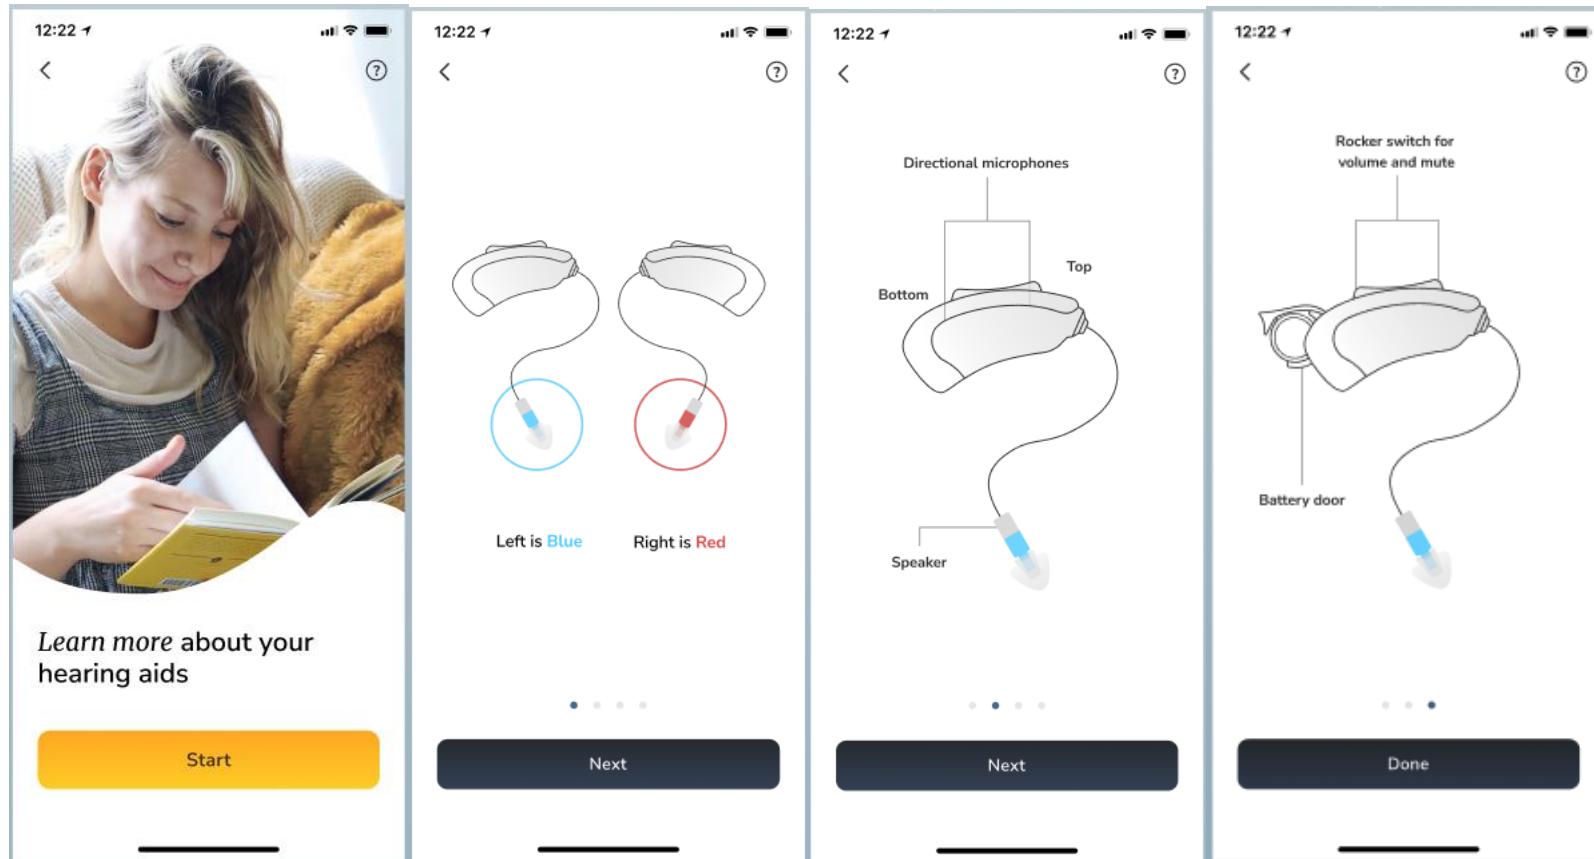 12:22
Learn more about your
hearing aids
Start
12:22
Left is Blue
Right is Red
Next
12:22
Directional microphones
Top
Bottom
Speaker
Next
12:22
Rocker switch for
volume and mute
Battery door
Done